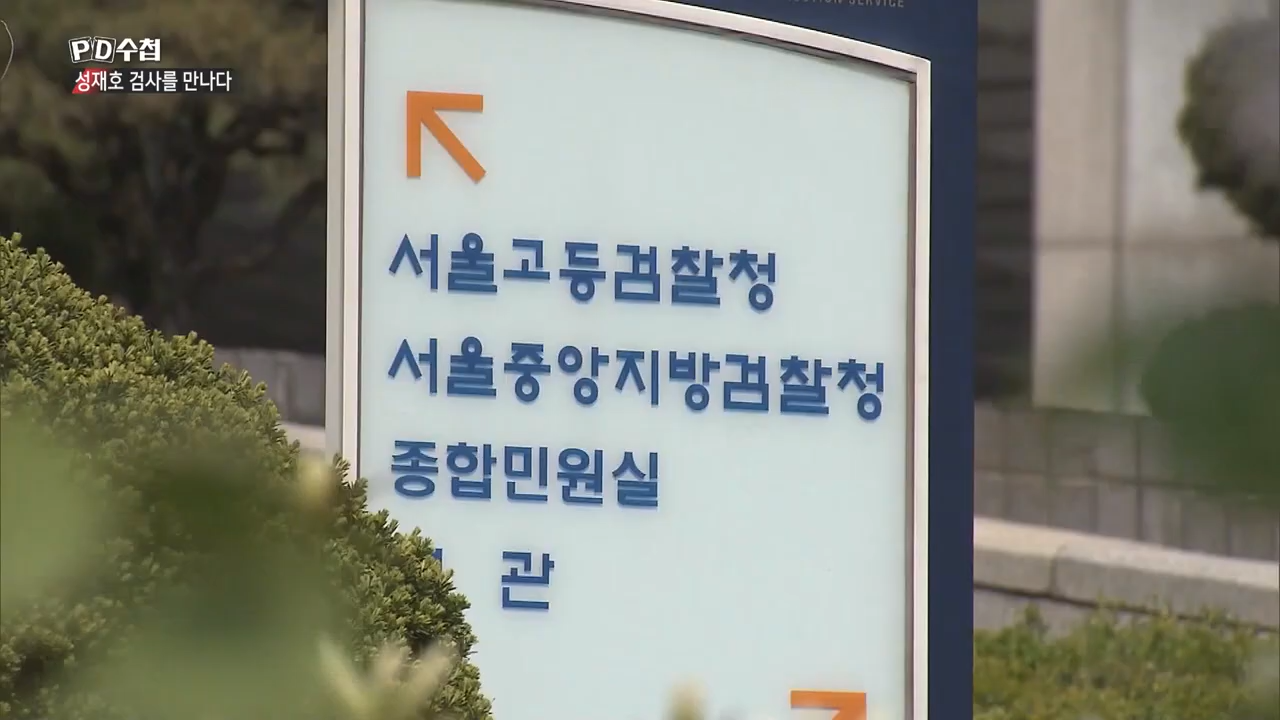 PD수첩
성재호 검사를 만나다
서울고등검찰청
서울중앙지방검찰청
종합민원실
관